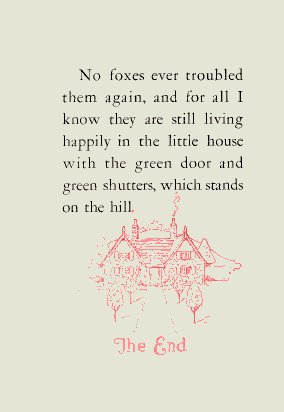 No foxes ever troubled
them again, and for all I
know they are still living
happily in the little house
with the green door and
green shutters, which stands
on the hill.
The End